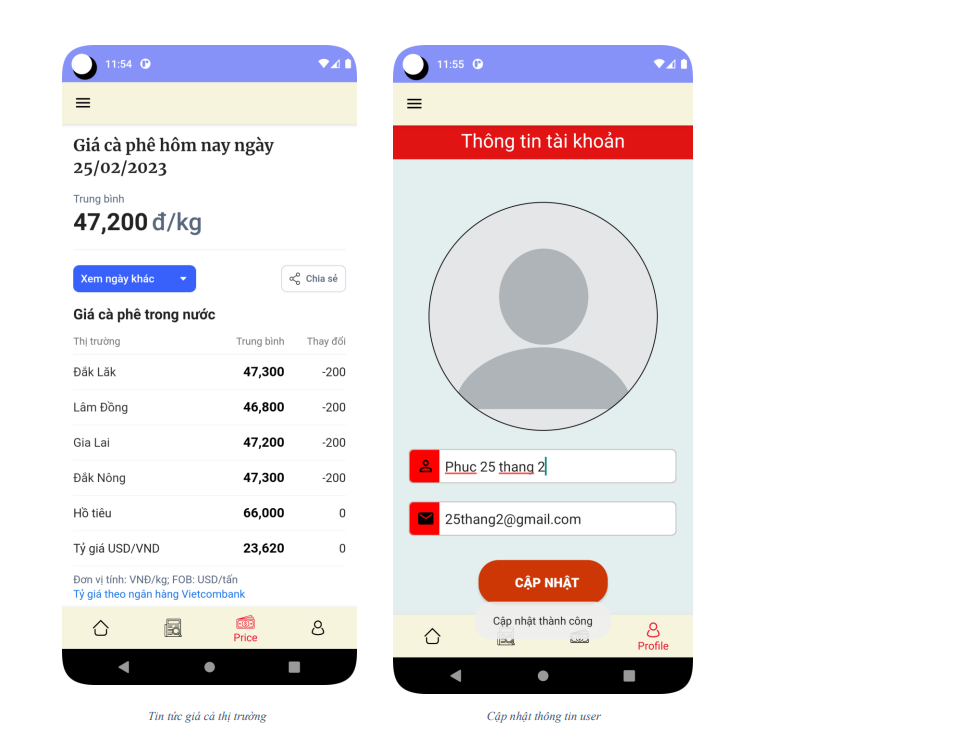 11:54
Giá cà phê hôm nay ngày
25/02/2023
Trung bình
47,200 đ/kg
Xem ngày khác
Chia sẻ
Giá cà phê trong nước
Thị trường Trung bình Thay đổi
Đắk Lăk 47,300 -200
Lâm Đồng 46,800 -200
Gia Lai 47,200 -200
Đắk Nông 47,300 -200
Hồ tiêu 66,000 0
Tỷ giá USD/VND 23,620 0
Đơn vị tính: VNĐ/kg; FOB: USD/tấn
Tỷ giá theo ngân hàng Vietcombank
Price
Tin tức giá cả thị trường
11:55
Thông tin tài khoản
Phuc 25 thang 2
25thang2@gmail.com
CẬP NHẬT
Cập nhật thành công
Profile
Cập nhật thông tin user